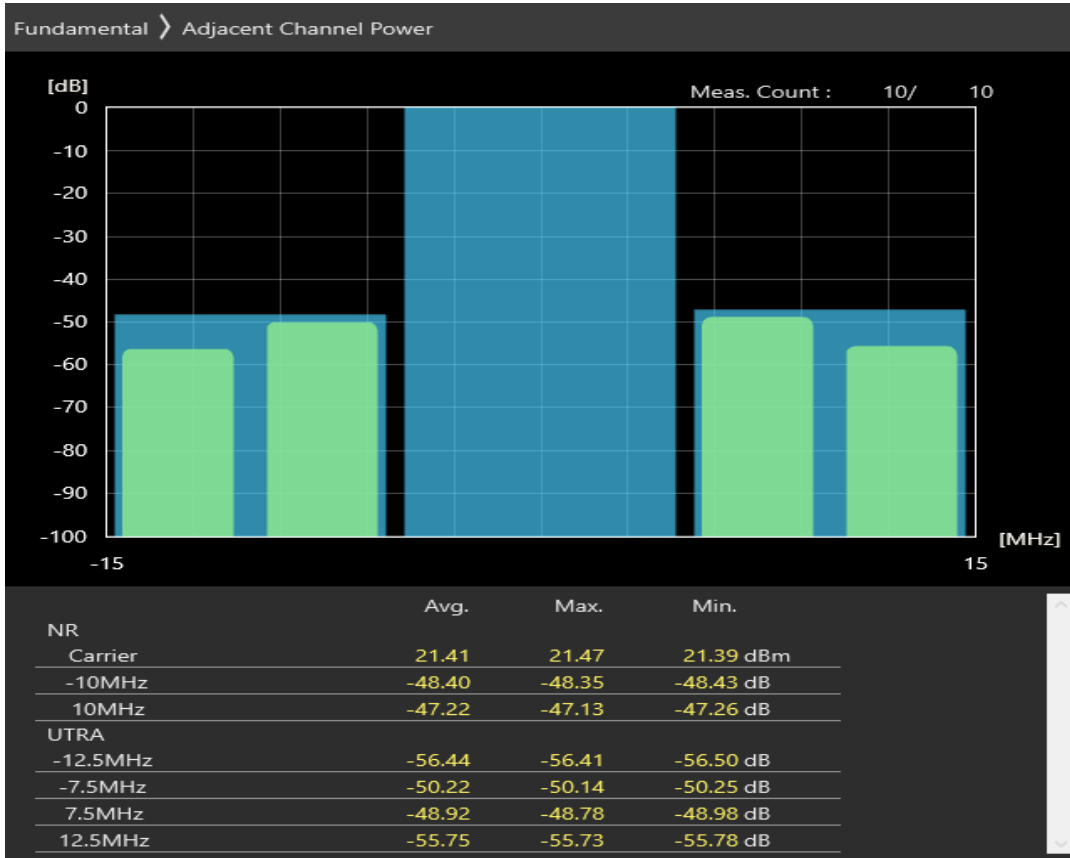 Fundamental 〉 Adjacent Channel Power
[dB]
Meas. Count : 10/ 10
0
-10
-20
-30
-40
-50
-60
-70
-80
-90
-100
[MHz]
-15 15
Avg. Max. Min.
NR
Carrier 21.41 21.47 21.39 dBm
-10MHz -48.40 -48.35 -48.43 dB
10MHz -47.22 -47.13 -47.26 dB
UTRA
-12.5MHz -56.44 -56.41 -56.50 dB
-7.5MHz -50.22 -50.14 -50.25 dB
7.5MHz -48.92 -48.78 -48.98 dB
12.5MHz -55.75 -55.73 -55.78 dB